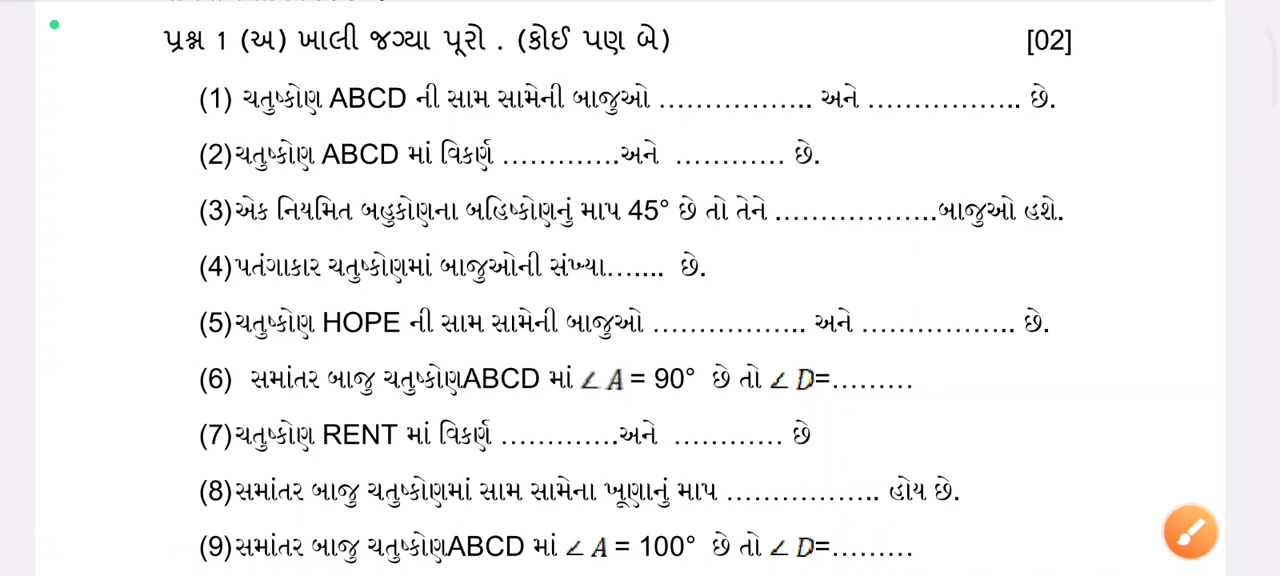 પ્રશ્ન 1 (અ) ખાલી જગ્યા પૂરો . (કોઈ પણ બે) [02]
(1) ચતુષ્કોણ ABCD ની સામ સામેની બાજુઓ ................. અને ................. છે.
(2)ચતુષ્કોણ ABCD માં વિકર્ણ .............અને ............ છે.
(3)એક નિયમિત બહુકોણના બહિષ્કોણનું માપ 45° છે તો તેને ..................બાજુઓ હશે.
(4)પતંગાકાર ચતુષ્કોણમાં બાજુઓની સંખ્યા....... છે.
(5)ચતુષ્કોણ HOPE ની સામ સામેની બાજુઓ ................. અને ................. છે.
(6) સમાંતર બાજુ ચતુષ્કોણABCD માં ∠ A = 90° છે તો ∠ D=.........
(7)ચતુષ્કોણ RENT માં વિકર્ણ .............અને ............ છે
(8)સમાંતર બાજુ ચતુષ્કોણમાં સામ સામેના ખૂણાનું માપ ................. હોય છે.
(9)સમાંતર બાજુ ચતુષ્કોણABCD માં ∠ A = 100° છે તો ∠ D=.........